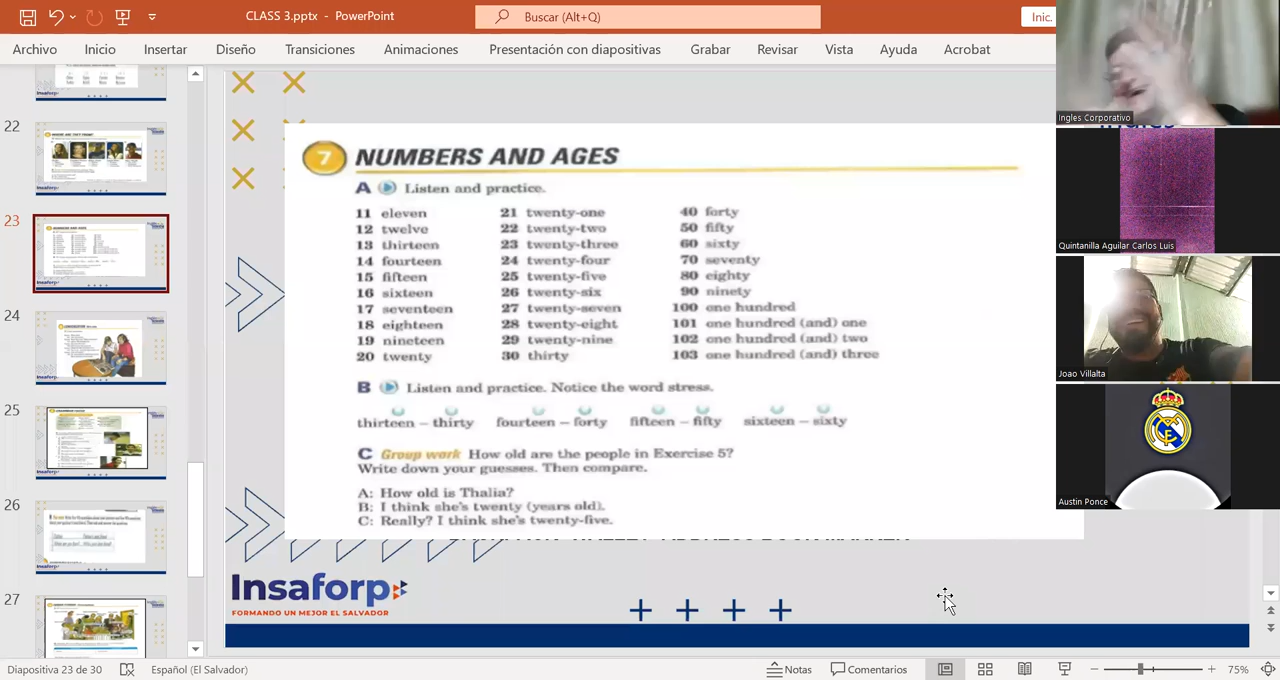 CLASS 3.pptx - PowerPoint
Buscar (Alt+Q)
Inic.
Archivo Inicio Insertar Diseño Transiciones Animaciones Presentación con diapositivas Grabar Revisar Vista Ayuda Acrobat
22
23
24
25
26
27
7 NUMBERS AND AGES
A Listen and practice.
11 eleven 21 twenty-one 40 forty
12 twelve 22 twenty-two 50 fifty
13 thirteen 23 twenty-three 60 sixty
14 fourteen 24 twenty-four 70 seventy
15 fifteen 25 twenty-five 80 eighty
16 sixteen 26 twenty-six 90 ninety
17 seventeen 27 twenty-seven 100 one hundred
18 eighteen 28 twenty-eight 101 one hundred (and) one
19 nineteen 29 twenty-nine 102 one hundred (and) two
20 twenty 30 thirty 103 one hundred (and) three
B Listen and practice. Notice the word stress.
thirteen – thirty fourteen – forty fifteen – fifty sixteen – sixty
C Group work How old are the people in Exercise 5?
Write down your guesses. Then compare.
A: How old is Thalia?
B: I think she's twenty (years old).
C: Really? I think she's twenty-five.
Insaforp
FORMANDO UN MEJOR EL SALVADOR
Ingles Corporativo
Quintanilla Aguilar Carlos Luis
Joao Villalta
Austin Ponce
Diapositiva 23 de 30 Español (El Salvador) Notas Comentarios 75%